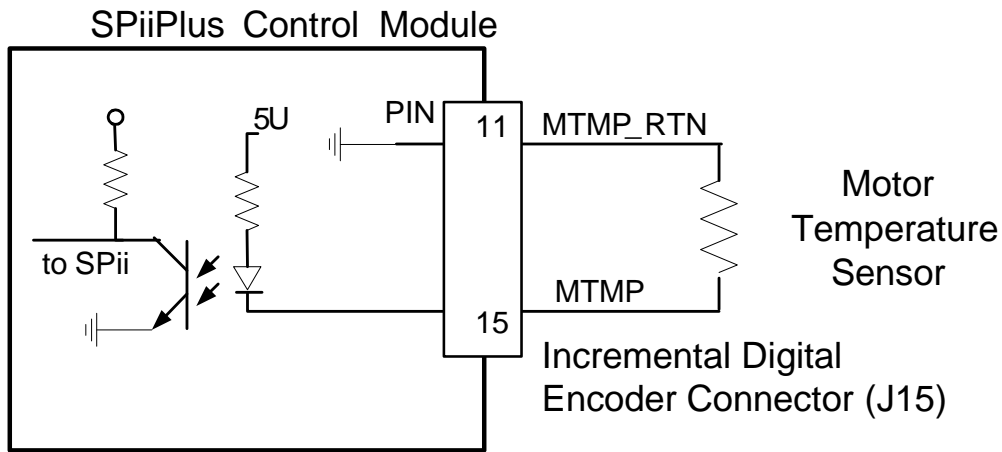 SPiiPlus Control Module
5U
PIN
11
MTMP_RTN
Motor
Temperature
Sensor
to SPii
MTMP
15
Incremental Digital
Encoder Connector (J15)